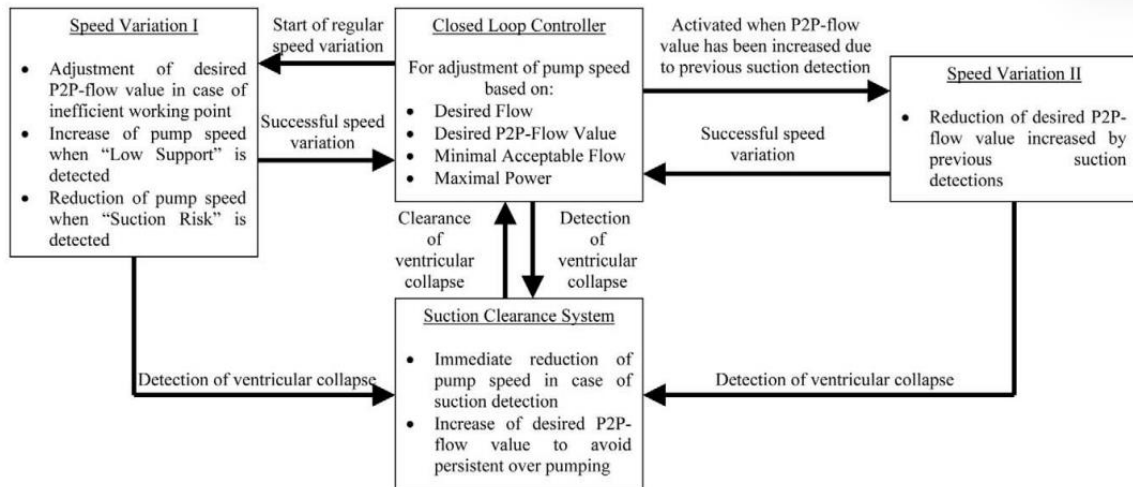 Speed Variation I
• Adjustment of desired
P2P-flow value in case of
inefficient working point
• Increase of pump speed
when “Low Support” is
detected
• Reduction of pump speed
when “Suction Risk” is
detected
Start of regular
speed variation
Successful speed
variation
Closed Loop Controller
For adjustment of pump speed
based on:
• Desired Flow
• Desired P2P-Flow Value
• Minimal Acceptable Flow
• Maximal Power
Activated when P2P-flow
value has been increased due
to previous suction detection
Successful speed
variation
Speed Variation II
• Reduction of desired P2P-
flow value increased by
previous suction
detections
Clearance
of
ventricular
collapse
Detection
of
ventricular
collapse
Detection of ventricular collapse
Suction Clearance System
• Immediate reduction of
pump speed in case of
suction detection
• Increase of desired P2P-
flow value to avoid
persistent over pumping
Detection of ventricular collapse